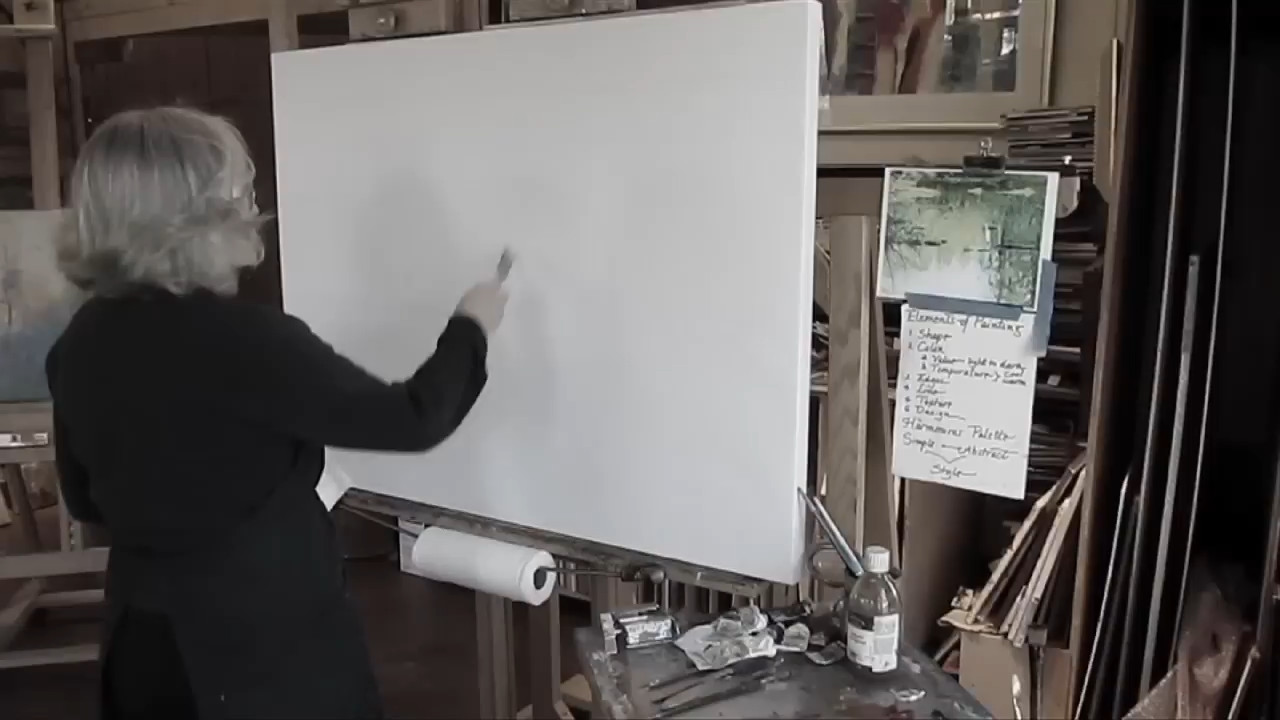 Elements of Painting
1. Shape
2. Color
a Value - light to dark
b Temperature > cool
warm
3 Edges
4 Line
5 Texture
6 Design
Harmonious Palette
Simple Abstract
Style